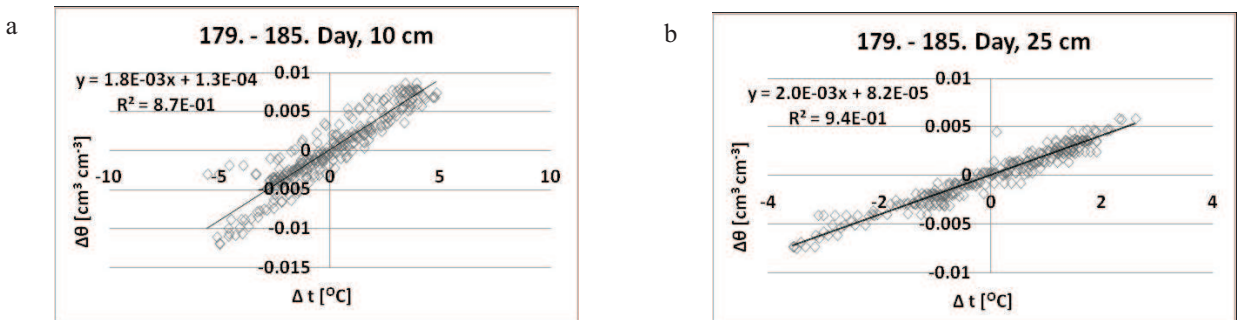 a
179. - 185. Day, 10 cm
y = 1.8E-03x + 1.3E-04
R² = 8.7E-01
Δθ [cm³ cm⁻³]
0.01
0.005
0
-0.005
-0.01
-0.015
-10
-5
0
5
10
Δ t [ᴼC]
b
179. - 185. Day, 25 cm
y = 2.0E-03x + 8.2E-05
R² = 9.4E-01
Δθ [cm³ cm⁻³]
0.01
0.005
0
-0.005
-0.01
-4
-2
0
2
4
Δ t [ᴼC]